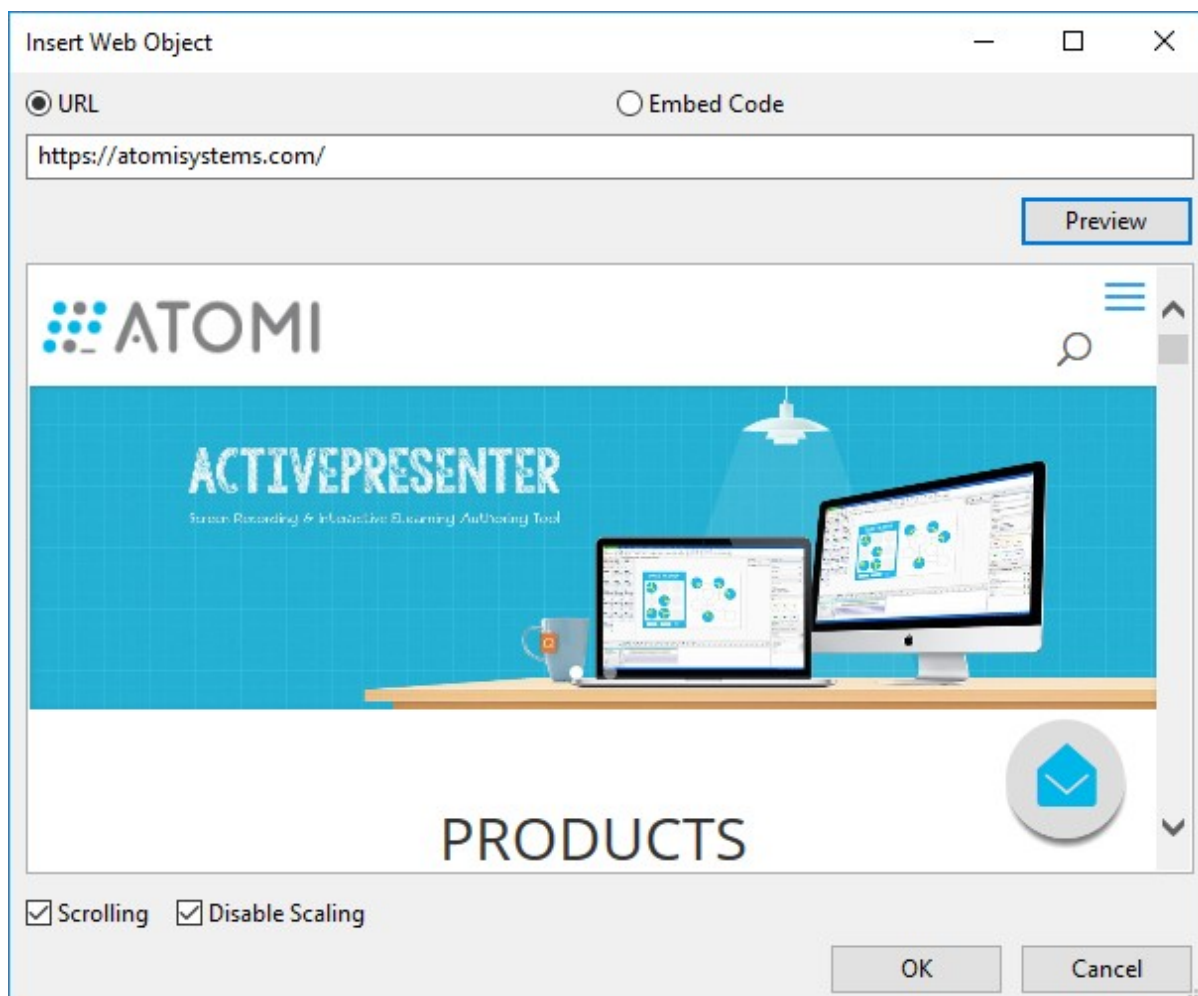 Insert Web Object
URL
Embed Code
https://atomisystems.com/
Preview
ATOMI
ACTIVEPRESENTER
Screen Recording & Interactive eLearning Authoring Tool
PRODUCTS
Scrolling
Disable Scaling
OK
Cancel